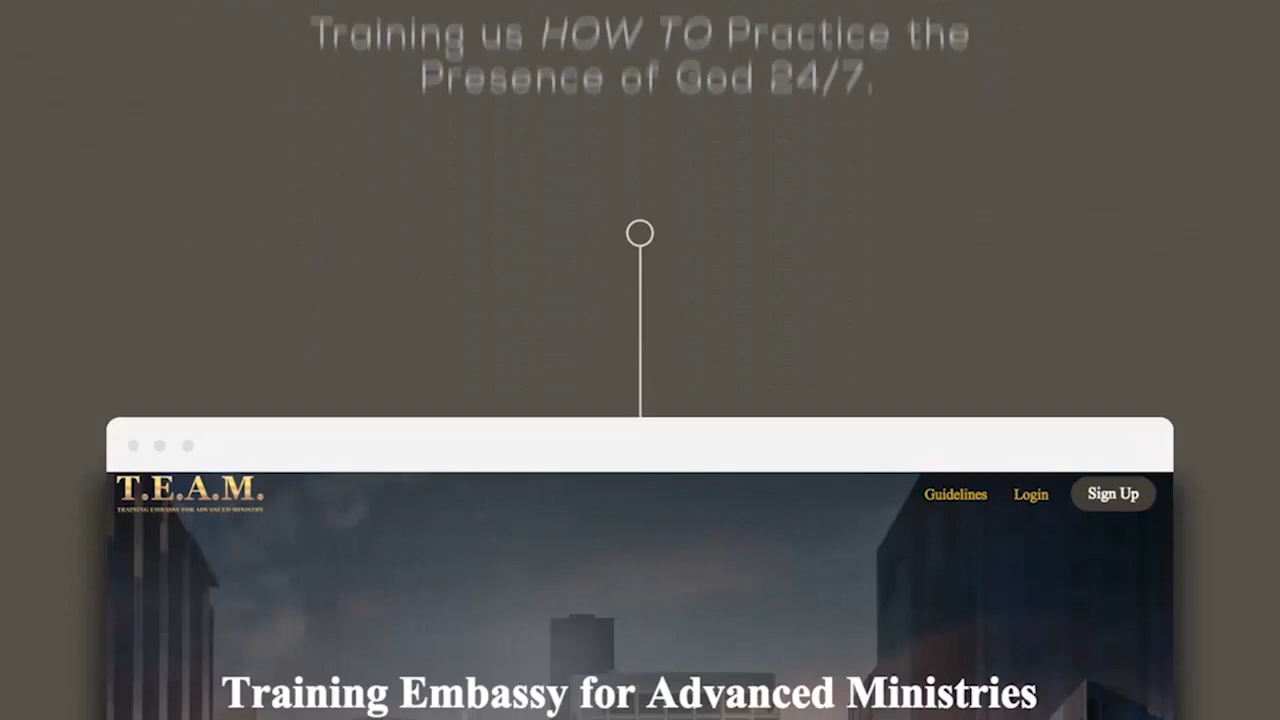 Training us HOW TO Practice the
Presence of God 24/7.
T.E.A.M.
TRAINING EMBASSY FOR ADVANCED MINISTRY
Guidelines Login Sign Up
Training Embassy for Advanced Ministries